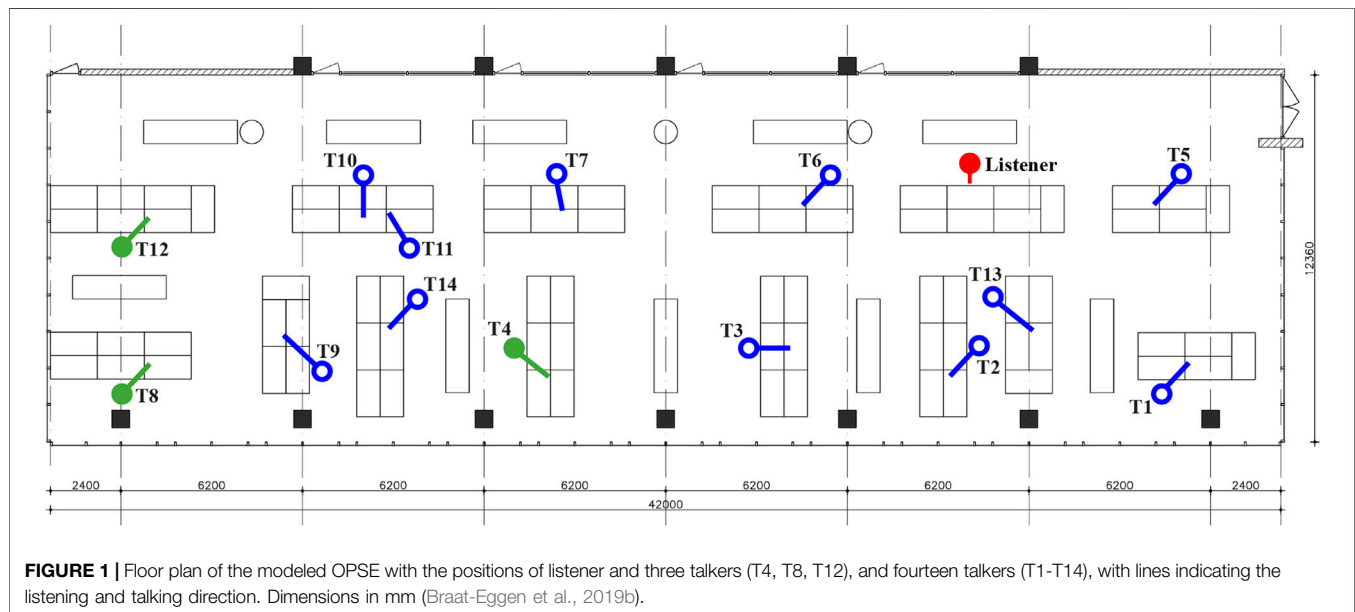 T10
T7
T6
Listener
T5
T12
T11
T14
T13
T4
T3
T9
T2
T8
T1
12360
2400 6200 6200 6200 6200 6200 6200 2400
42000
FIGURE 1 | Floor plan of the modeled OPSE with the positions of listener and three talkers (T4, T8, T12), and fourteen talkers (T1-T14), with lines indicating the
listening and talking direction. Dimensions in mm (Braat-Eggen et al., 2019b).